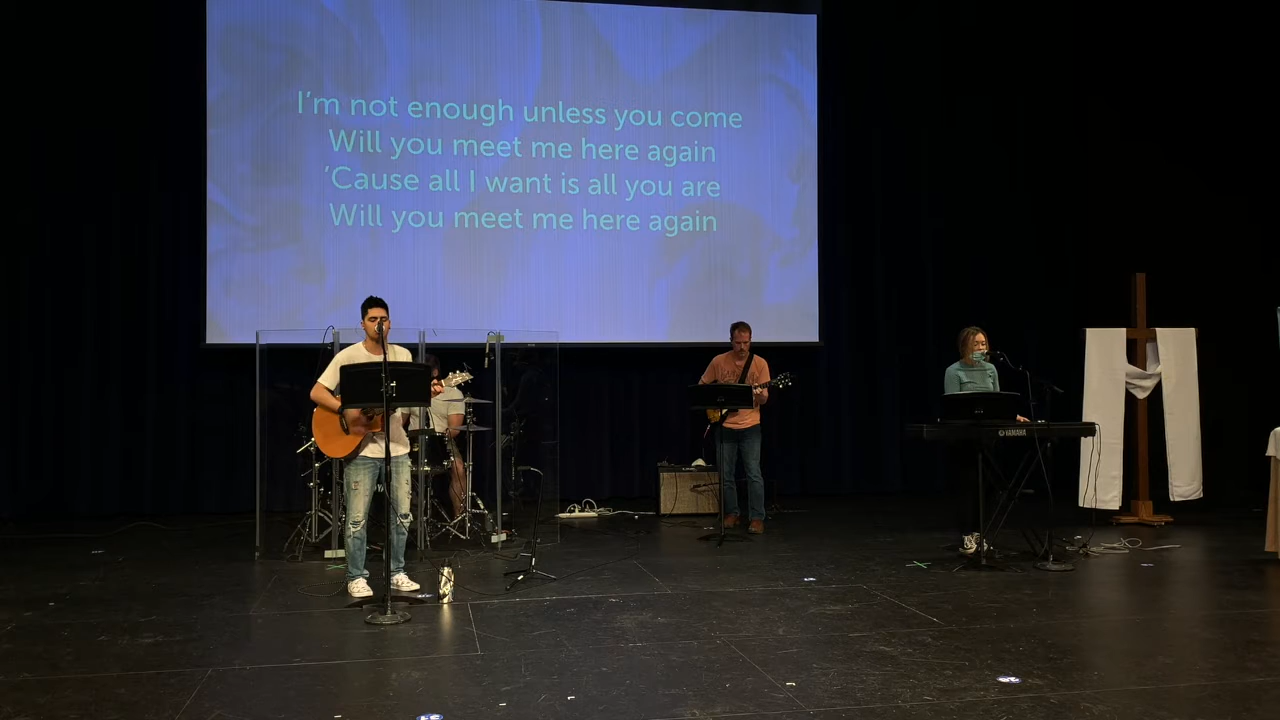 I'm not enough unless you come
Will you meet me here again
'Cause all I want is all you are
Will you meet me here again
YAMAHA